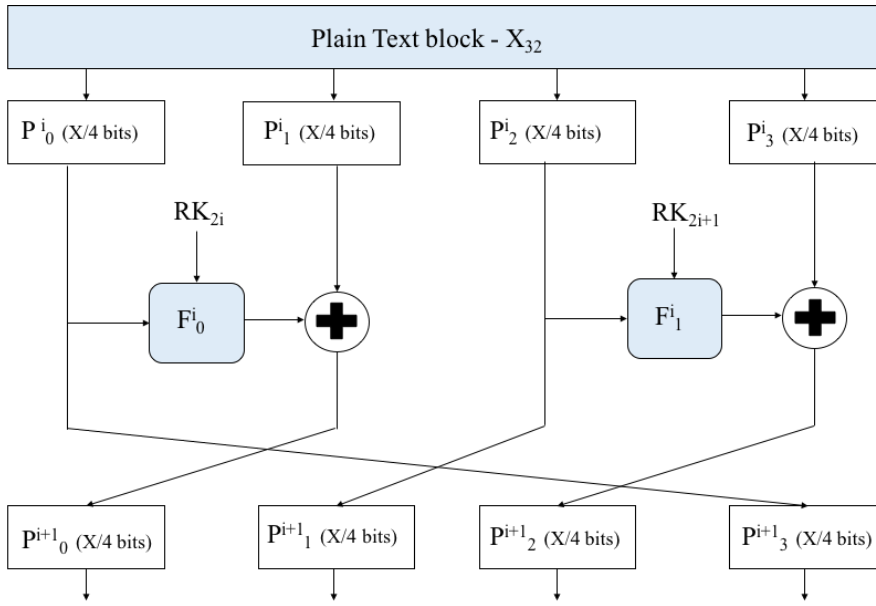 Plain Text block - X₃₂
P ⁱ₀ (X/4 bits)
Pⁱ₁ (X/4 bits)
Pⁱ₂ (X/4 bits)
Pⁱ₃ (X/4 bits)
RK₂ᵢ
RK₂ᵢ₊₁
Fⁱ₀
Fⁱ₁
Pⁱ⁺¹₀ (X/4 bits)
Pⁱ⁺¹₁ (X/4 bits)
Pⁱ⁺¹₂ (X/4 bits)
Pⁱ⁺¹₃ (X/4 bits)